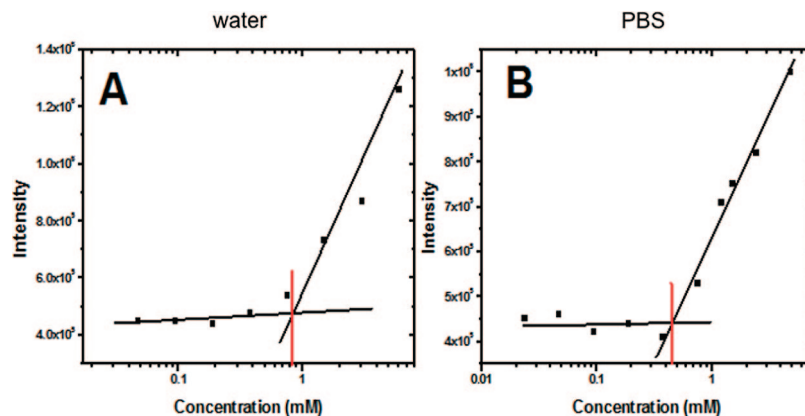 water
PBS
1.4x10⁶
1.2x10⁶
1.0x10⁶
8.0x10⁵
6.0x10⁵
4.0x10⁵
Intensity
A
0.1
1
Concentration (mM)
1x10⁶
9x10⁵
8x10⁵
7x10⁵
6x10⁵
5x10⁵
4x10⁵
Intensity
B
0.01
0.1
1
Concentration (mM)